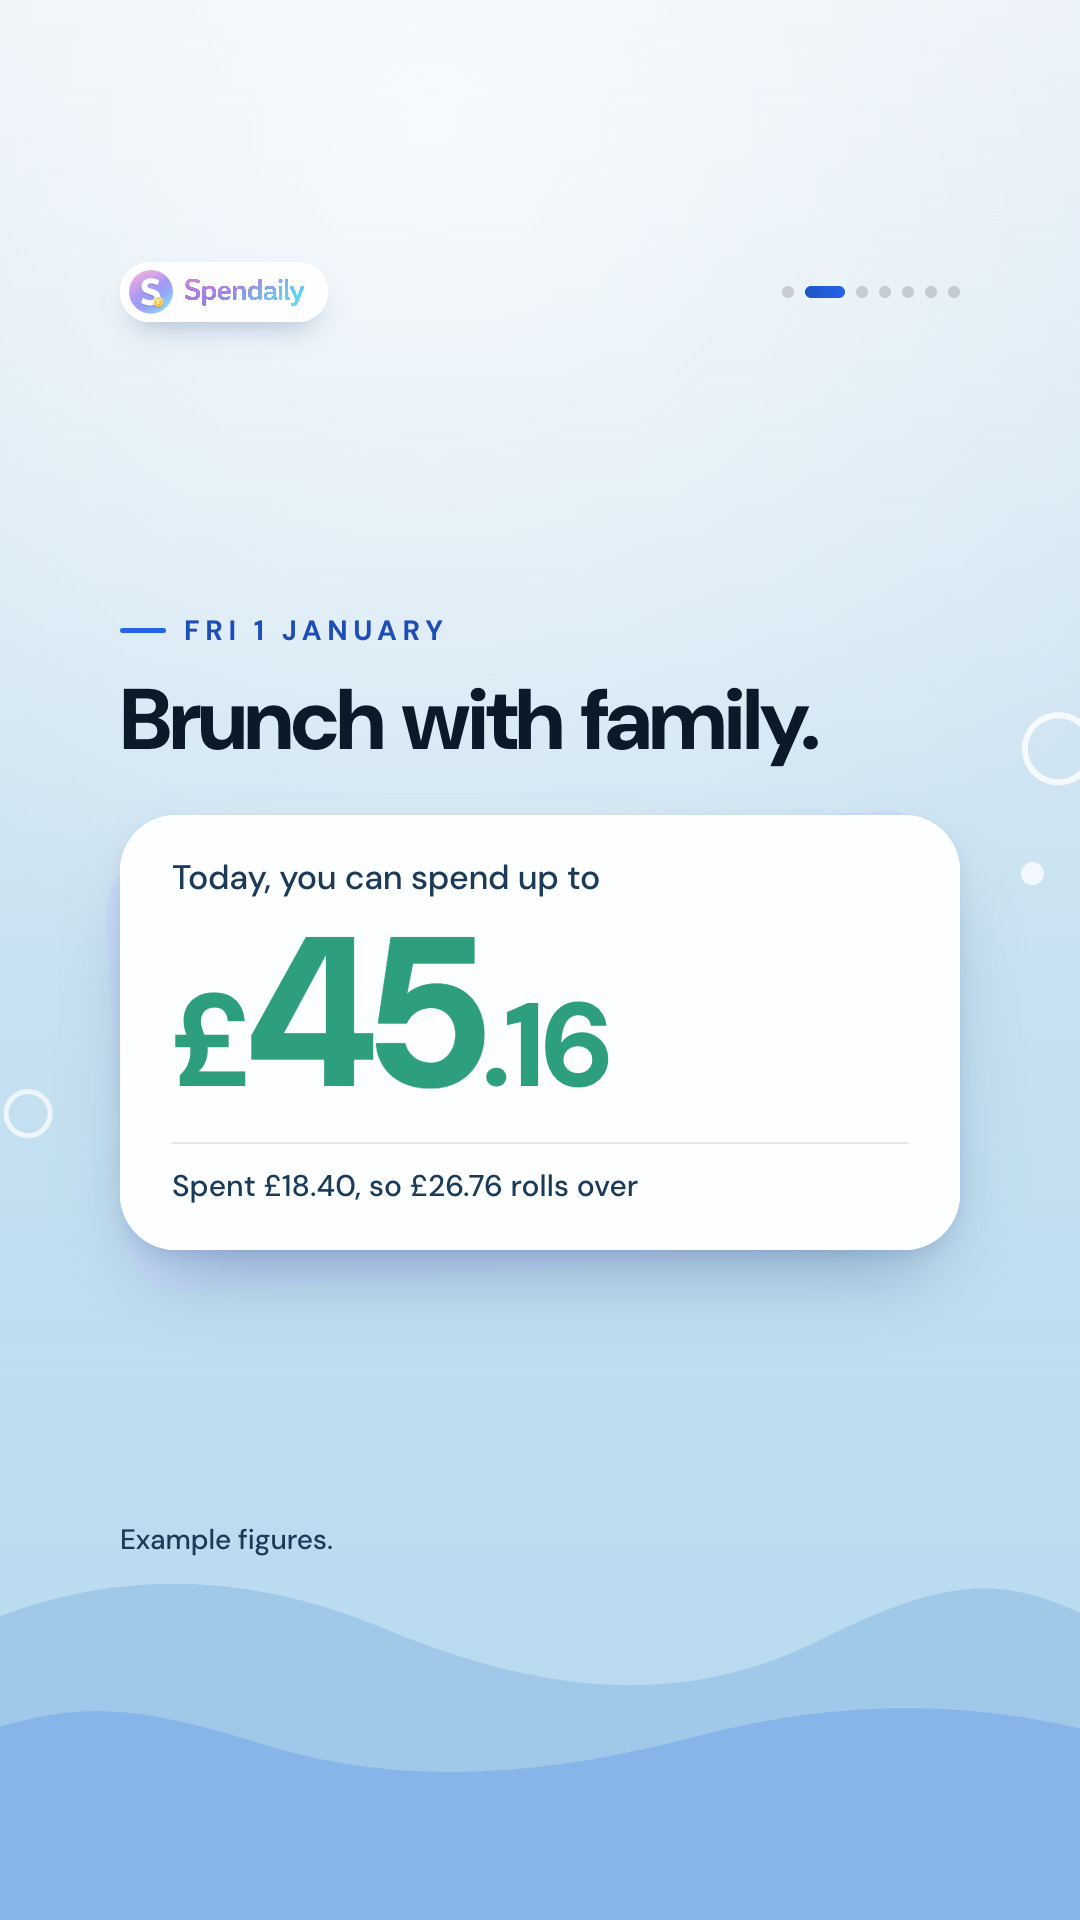 Spendaily
FRI 1 JANUARY
Brunch with family.
Today, you can spend up to
£45.16
Spent £18.40, so £26.76 rolls over
Example figures.